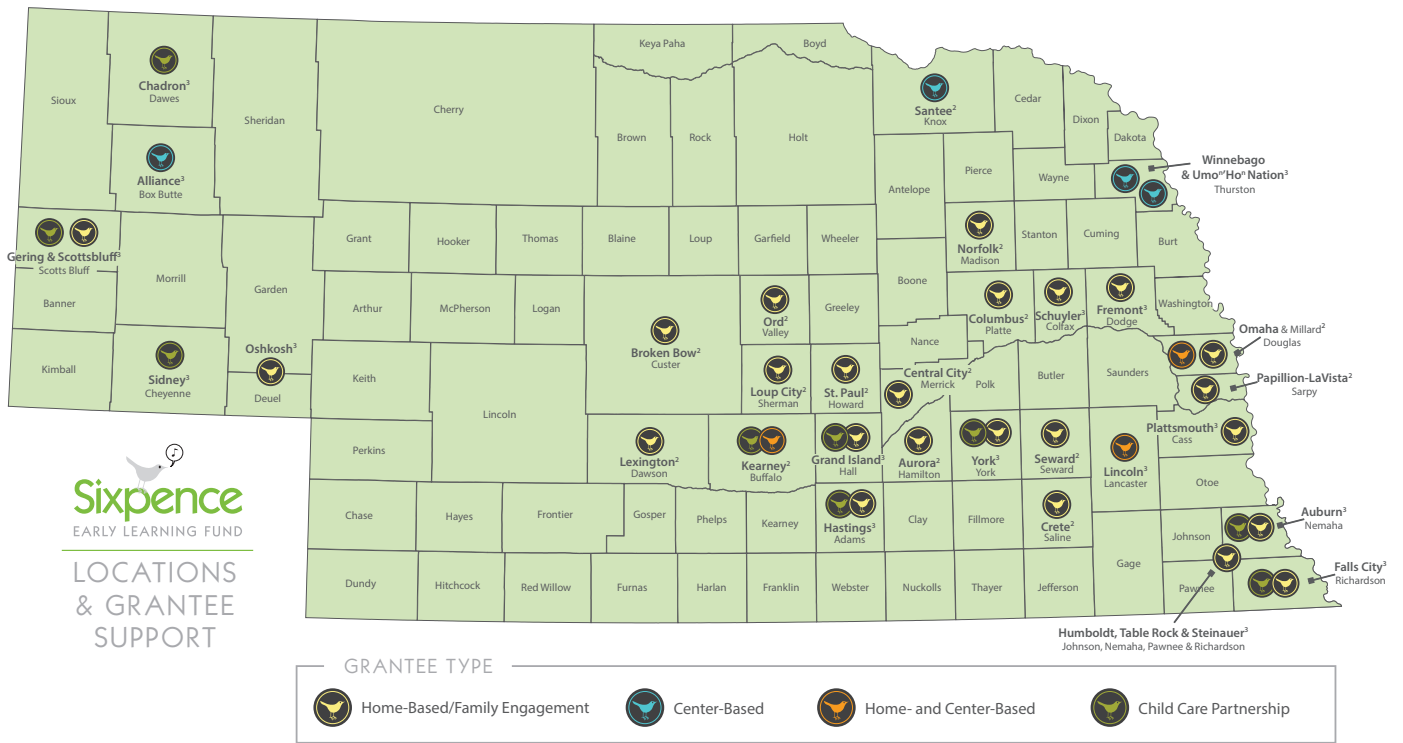 Keya Paha
Boyd
Chadron³
Dawes
Sioux
Sheridan
Cherry
Brown
Rock
Holt
Santee²
Knox
Cedar
Dixon
Dakota
Alliance³
Box Butte
Antelope
Pierce
Wayne
Winnebago
& Umoⁿ’Hoⁿ Nation³
Thurston
Gering & Scottsbluff³
Scotts Bluff
Morrill
Garden
Grant
Hooker
Thomas
Blaine
Loup
Garfield
Wheeler
Norfolk²
Madison
Stanton
Cuming
Burt
Banner
Arthur
McPherson
Logan
Boone
Ord²
Valley
Greeley
Columbus²
Platte
Schuyler³
Colfax
Fremont³
Dodge
Washington
Broken Bow²
Custer
Nance
Omaha & Millard²
Douglas
Kimball
Sidney³
Cheyenne
Oshkosh³
Deuel
Keith
Lincoln
Loup City²
Sherman
St. Paul²
Howard
Central City²
Merrick
Polk
Butler
Saunders
Papillion-LaVista²
Sarpy
Perkins
Lexington²
Dawson
Kearney²
Buffalo
Grand Island³
Hall
Aurora²
Hamilton
York³
York
Seward²
Seward
Lincoln³
Lancaster
Plattsmouth³
Cass
Otoe
Chase
Hayes
Frontier
Gosper
Phelps
Kearney
Hastings³
Adams
Clay
Fillmore
Crete²
Saline
Auburn³
Nemaha
Johnson
Gage
Dundy
Hitchcock
Red Willow
Furnas
Harlan
Franklin
Webster
Nuckolls
Thayer
Jefferson
Pawnee
Falls City³
Richardson
Humboldt, Table Rock & Steinauer³
Johnson, Nemaha, Pawnee & Richardson
Sixpence
EARLY LEARNING FUND
LOCATIONS
& GRANTEE
SUPPORT
GRANTEE TYPE
Home-Based/Family Engagement
Center-Based
Home- and Center-Based
Child Care Partnership